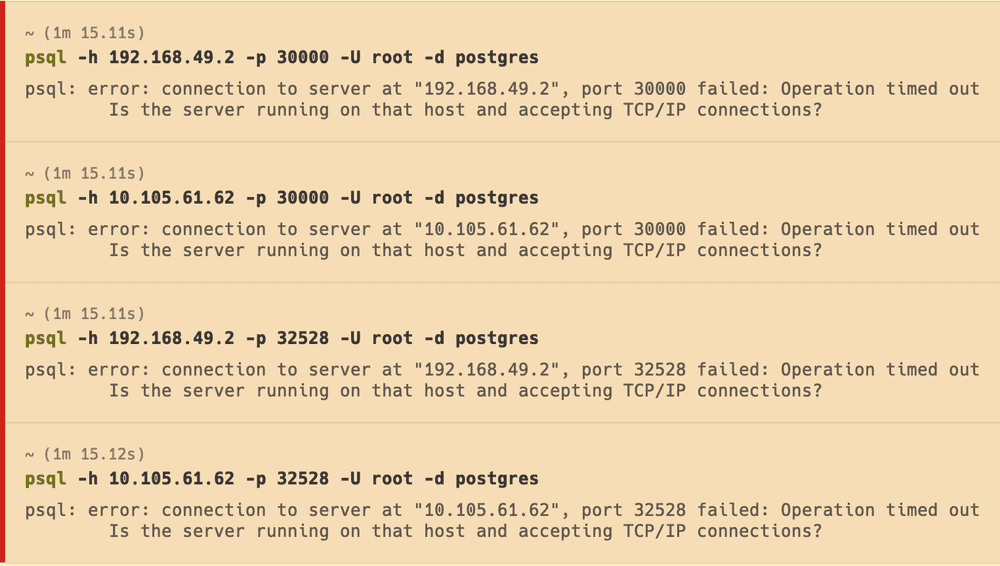 ~ (1m 15.11s)
psql -h 192.168.49.2 -p 30000 -U root -d postgres
psql: error: connection to server at "192.168.49.2", port 30000 failed: Operation timed out
Is the server running on that host and accepting TCP/IP connections?
~ (1m 15.11s)
psql -h 10.105.61.62 -p 30000 -U root -d postgres
psql: error: connection to server at "10.105.61.62", port 30000 failed: Operation timed out
Is the server running on that host and accepting TCP/IP connections?
~ (1m 15.11s)
psql -h 192.168.49.2 -p 32528 -U root -d postgres
psql: error: connection to server at "192.168.49.2", port 32528 failed: Operation timed out
Is the server running on that host and accepting TCP/IP connections?
~ (1m 15.12s)
psql -h 10.105.61.62 -p 32528 -U root -d postgres
psql: error: connection to server at "10.105.61.62", port 32528 failed: Operation timed out
Is the server running on that host and accepting TCP/IP connections?